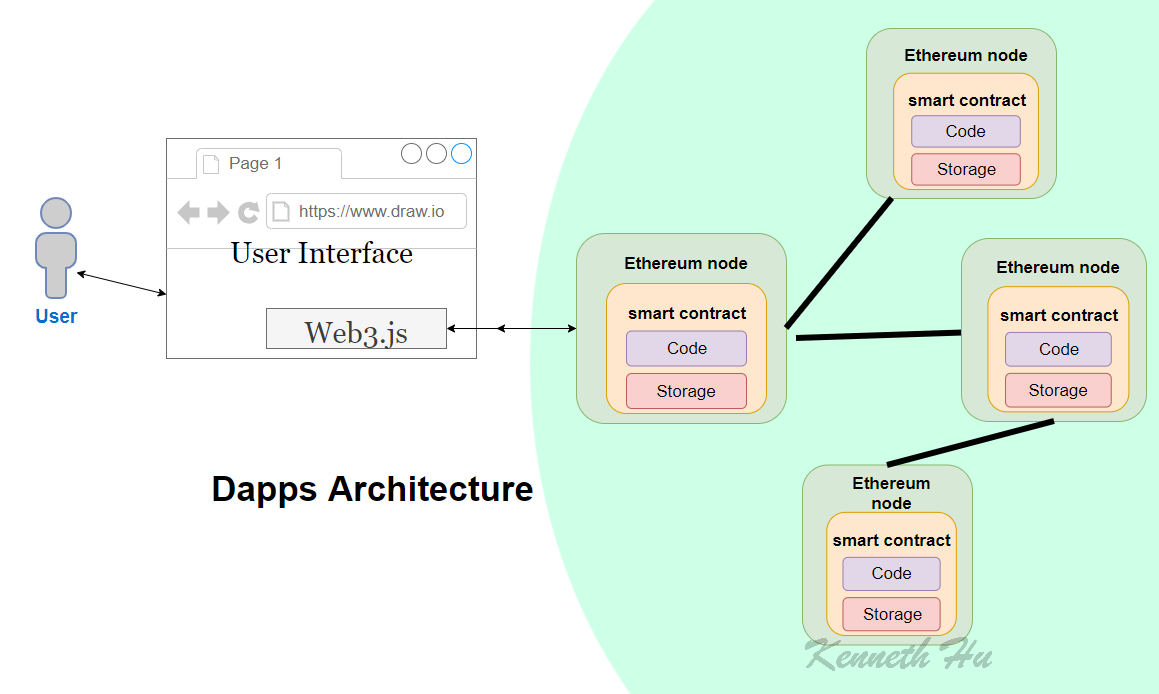 Page 1
https://www.draw.io
User Interface
Web3.js
User
Dapps Architecture
Ethereum node
smart contract
Code
Storage
Ethereum node
smart contract
Code
Storage
Ethereum node
smart contract
Code
Storage
Ethereum
node
smart contract
Code
Storage
Kenneth Hu